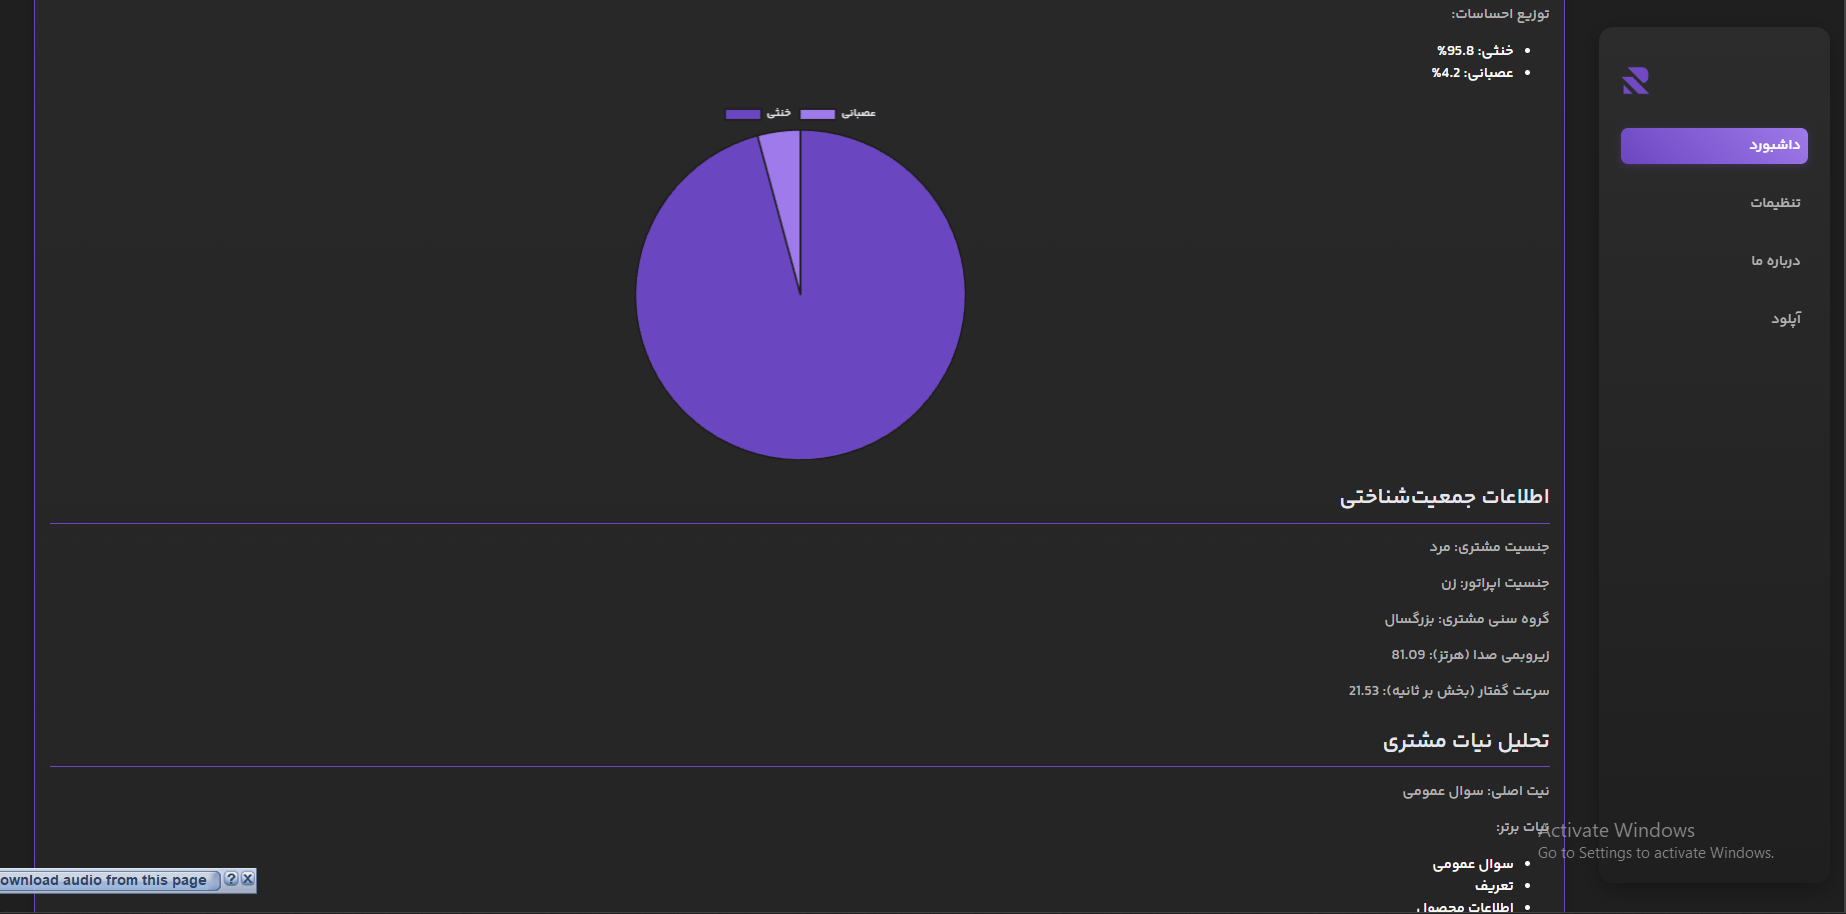 داشبورد
تنظیمات
درباره ما
آپلود
توزیع احساسات:
خنثی: 95.8%
عصبانی: 4.2%
عصبانی
خنثی
اطلاعات جمعیت‌شناختی
جنسیت مشتری: مرد
جنسیت اپراتور: زن
گروه سنی مشتری: بزرگسال
زیروبمی صدا (هرتز): 81.09
سرعت گفتار (بخش بر ثانیه): 21.53
تحلیل نیات مشتری
نیت اصلی: سوال عمومی
نیات برتر:
سوال عمومی
تعریف
اطلاعات محصول
Activate Windows
Go to Settings to activate Windows.
ownload audio from this page